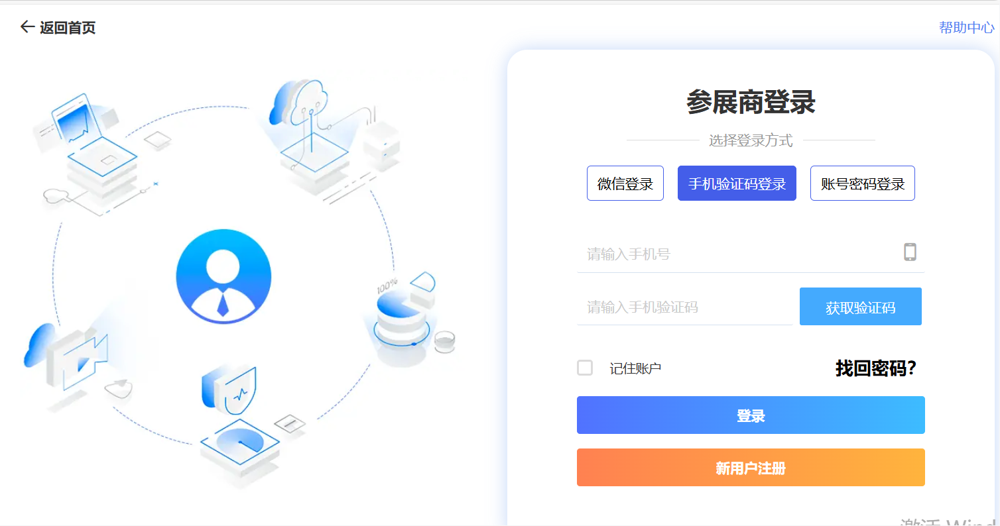 返回首页
帮助中心
参展商登录
选择登录方式
微信登录
手机验证码登录
账号密码登录
请输入手机号
请输入手机验证码
获取验证码
100%
记住账户
找回密码？
登录
新用户注册
激活 Wind